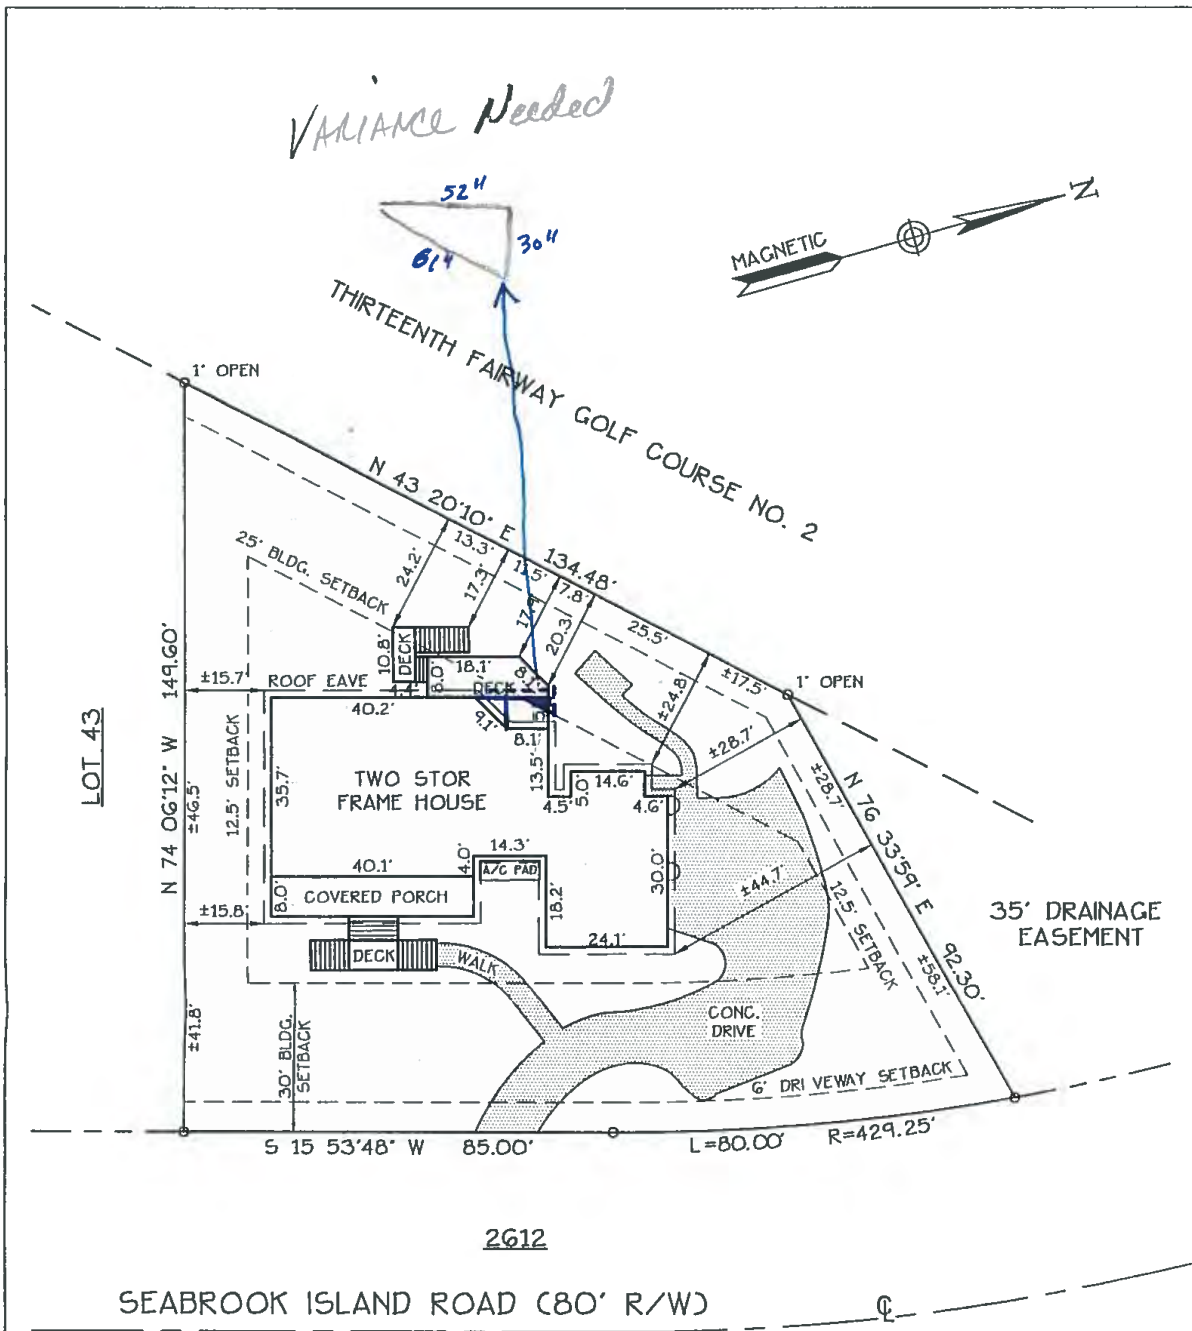 VARIANCE Needed
52"
30"
61"
MAGNETIC
N
THIRTEENTH FAIRWAY GOLF COURSE NO. 2
1' OPEN
N 43 20'10" E 134.48'
25' BLDG. SETBACK
24.2'
13.3'
17.3'
11.5'
17.9'
7.8'
20.3'
25.5'
±24.8'
±17.5'
1' OPEN
±28.7'
±28.7'
N 76 33'59" E 92.30'
LOT 43
N 74 06'12" W 149.60'
±15.7'
ROOF EAVE
10.8'
DECK
4.4'
8.0'
18.1'
DECK
8.1'
40.2'
9.1'
8.1'
13.5'
4.5'
5.0'
14.6'
4.6'
12.5' SETBACK
±46.5'
35.7'
TWO STOR
FRAME HOUSE
14.3'
4.0'
A/C PAD
40.1'
8.0'
COVERED PORCH
18.2'
30.0'
24.1'
±44.7'
12.5' SETBACK
±58.1'
35' DRAINAGE
EASEMENT
±15.8'
DECK
WALK
CONC.
DRIVE
±41.8'
30' BLDG.
SETBACK
6' DRIVEWAY SETBACK
S 15 53'48" W 85.00'
L=80.00' R=429.25'
2612
SEABROOK ISLAND ROAD (80' R/W)
℄